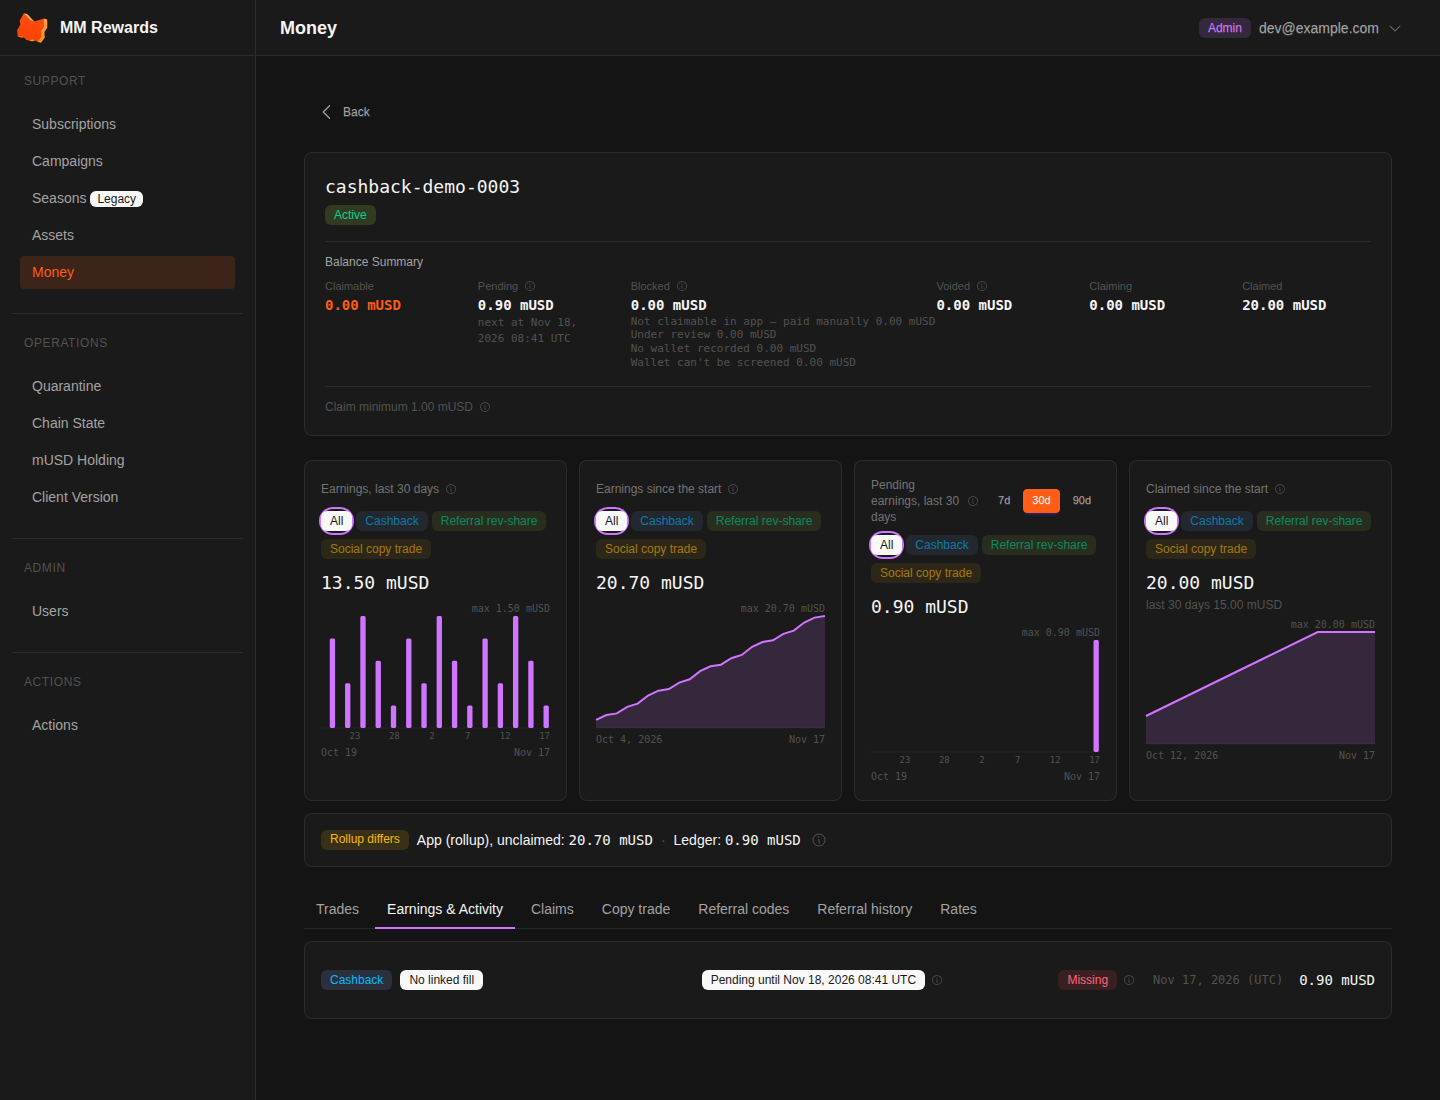 MM Rewards
Money
Admin
dev@example.com
SUPPORT
Subscriptions
Campaigns
Seasons Legacy
Assets
Money
OPERATIONS
Quarantine
Chain State
mUSD Holding
Client Version
ADMIN
Users
ACTIONS
Actions
Back
cashback-demo-0003
Active
Balance Summary
Claimable
0.00 mUSD
Pending
0.90 mUSD
next at Nov 18,
2026 08:41 UTC
Blocked
0.00 mUSD
Not claimable in app — paid manually 0.00 mUSD
Under review 0.00 mUSD
No wallet recorded 0.00 mUSD
Wallet can't be screened 0.00 mUSD
Voided
0.00 mUSD
Claiming
0.00 mUSD
Claimed
20.00 mUSD
Claim minimum 1.00 mUSD
Earnings, last 30 days
All Cashback Referral rev-share
Social copy trade
13.50 mUSD
max 1.50 mUSD
23 28 2 7 12 17
Oct 19 Nov 17
Earnings since the start
All Cashback Referral rev-share
Social copy trade
20.70 mUSD
max 20.70 mUSD
Oct 4, 2026 Nov 17
Pending
earnings, last 30
days
7d 30d 90d
All Cashback Referral rev-share
Social copy trade
0.90 mUSD
max 0.90 mUSD
23 28 2 7 12 17
Oct 19 Nov 17
Claimed since the start
All Cashback Referral rev-share
Social copy trade
20.00 mUSD
last 30 days 15.00 mUSD
max 20.00 mUSD
Oct 12, 2026 Nov 17
Rollup differs App (rollup), unclaimed: 20.70 mUSD · Ledger: 0.90 mUSD
Trades Earnings & Activity Claims Copy trade Referral codes Referral history Rates
Cashback No linked fill Pending until Nov 18, 2026 08:41 UTC Missing Nov 17, 2026 (UTC) 0.90 mUSD